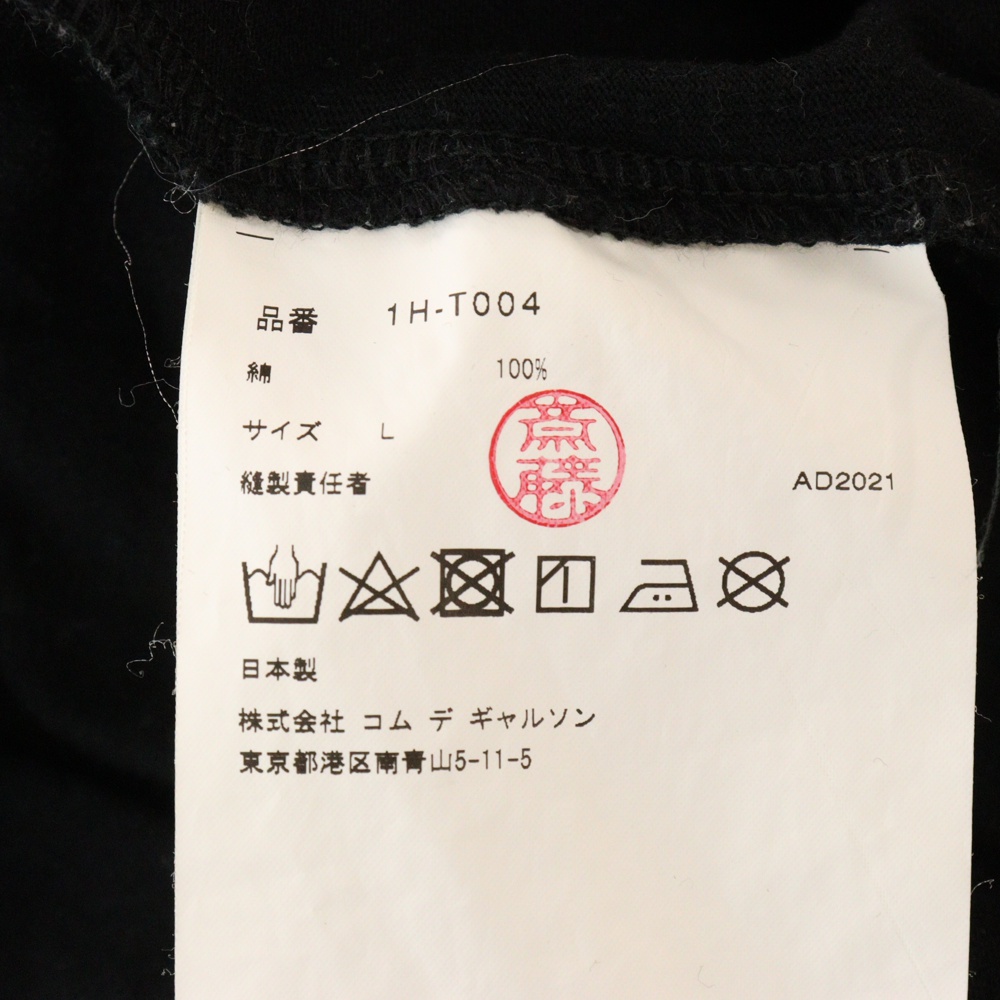 品番 1H-T004
綿 100%
サイズ L
斎藤
縫製責任者 AD2021
日本製
株式会社 コム デ ギャルソン
東京都港区南青山5-11-5